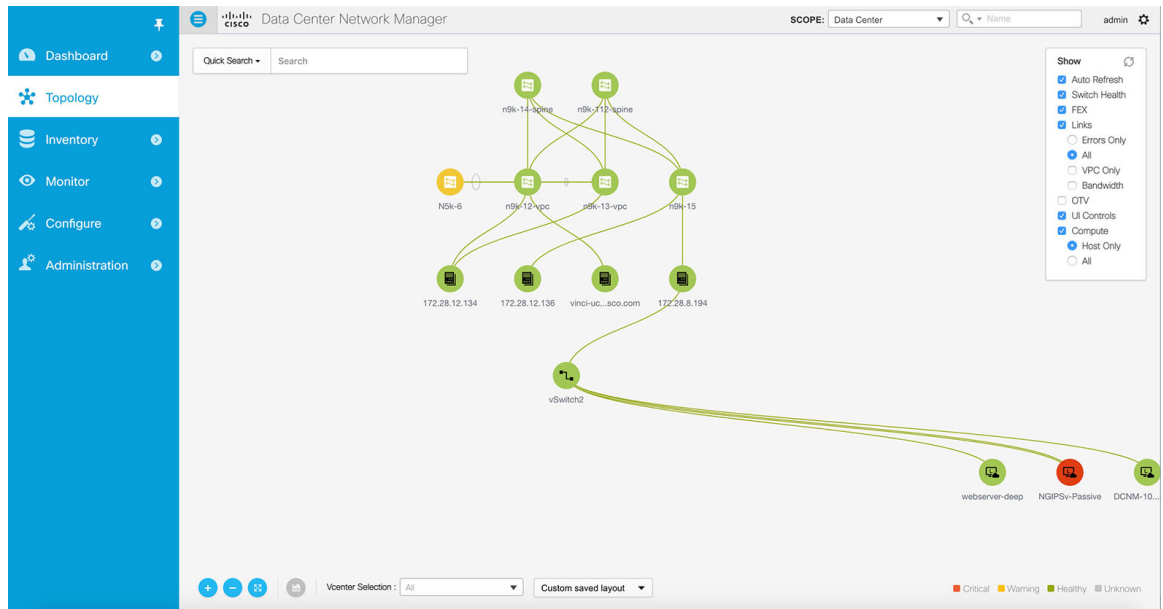 CISCO Data Center Network Manager
SCOPE: Data Center
Name
admin
Dashboard
Topology
Inventory
Monitor
Configure
Administration
Quick Search
Search
Show
Auto Refresh
Switch Health
FEX
Links
Errors Only
All
VPC Only
Bandwidth
OTV
UI Controls
Compute
Host Only
All
n9k-14-spine n9k-112-spine
N5k-6 n9k-12-vpc n9k-13-vpc n9k-15
172.28.12.134 172.28.12.136 vinci-uc...sco.com 172.28.8.194
vSwitch2
webserver-deep NGIPSv-Passive DCNM-10...
Vcenter Selection : All
Custom saved layout
Critical Warning Healthy Unknown